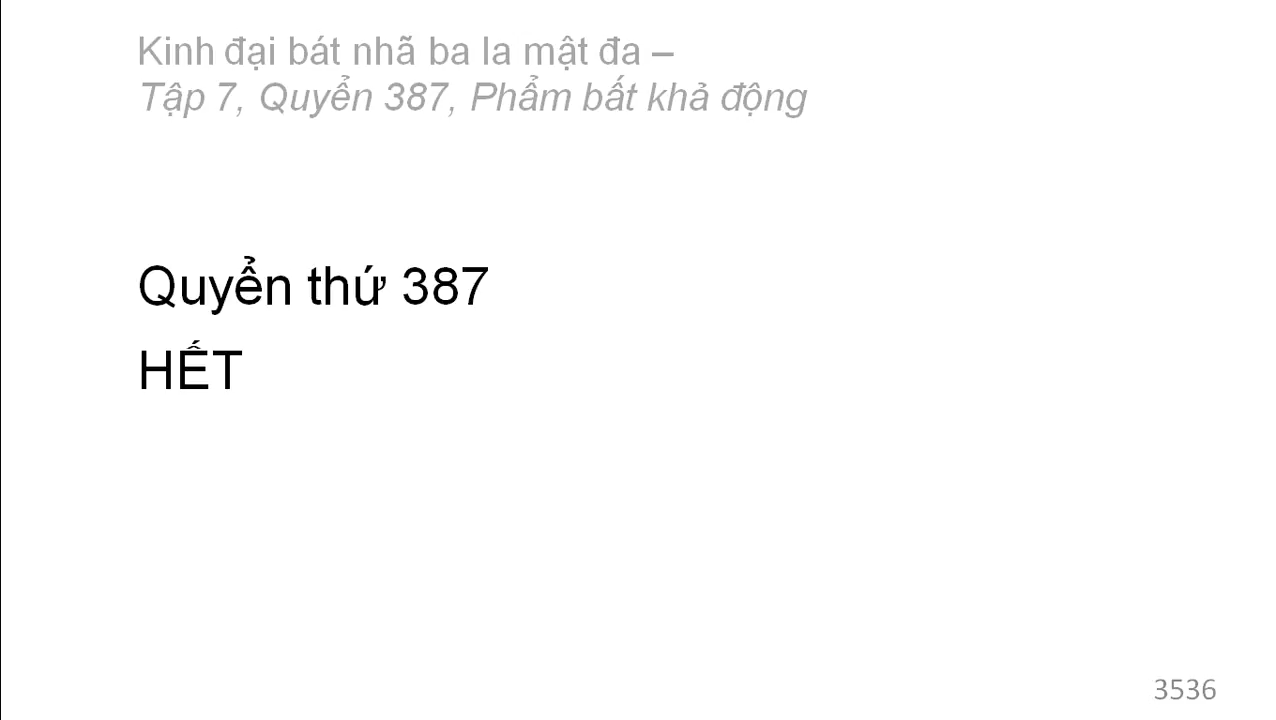 Kinh đại bát nhã ba la mật đa –
Tập 7, Quyển 387, Phẩm bất khả động
Quyển thứ 387
HẾT
3536